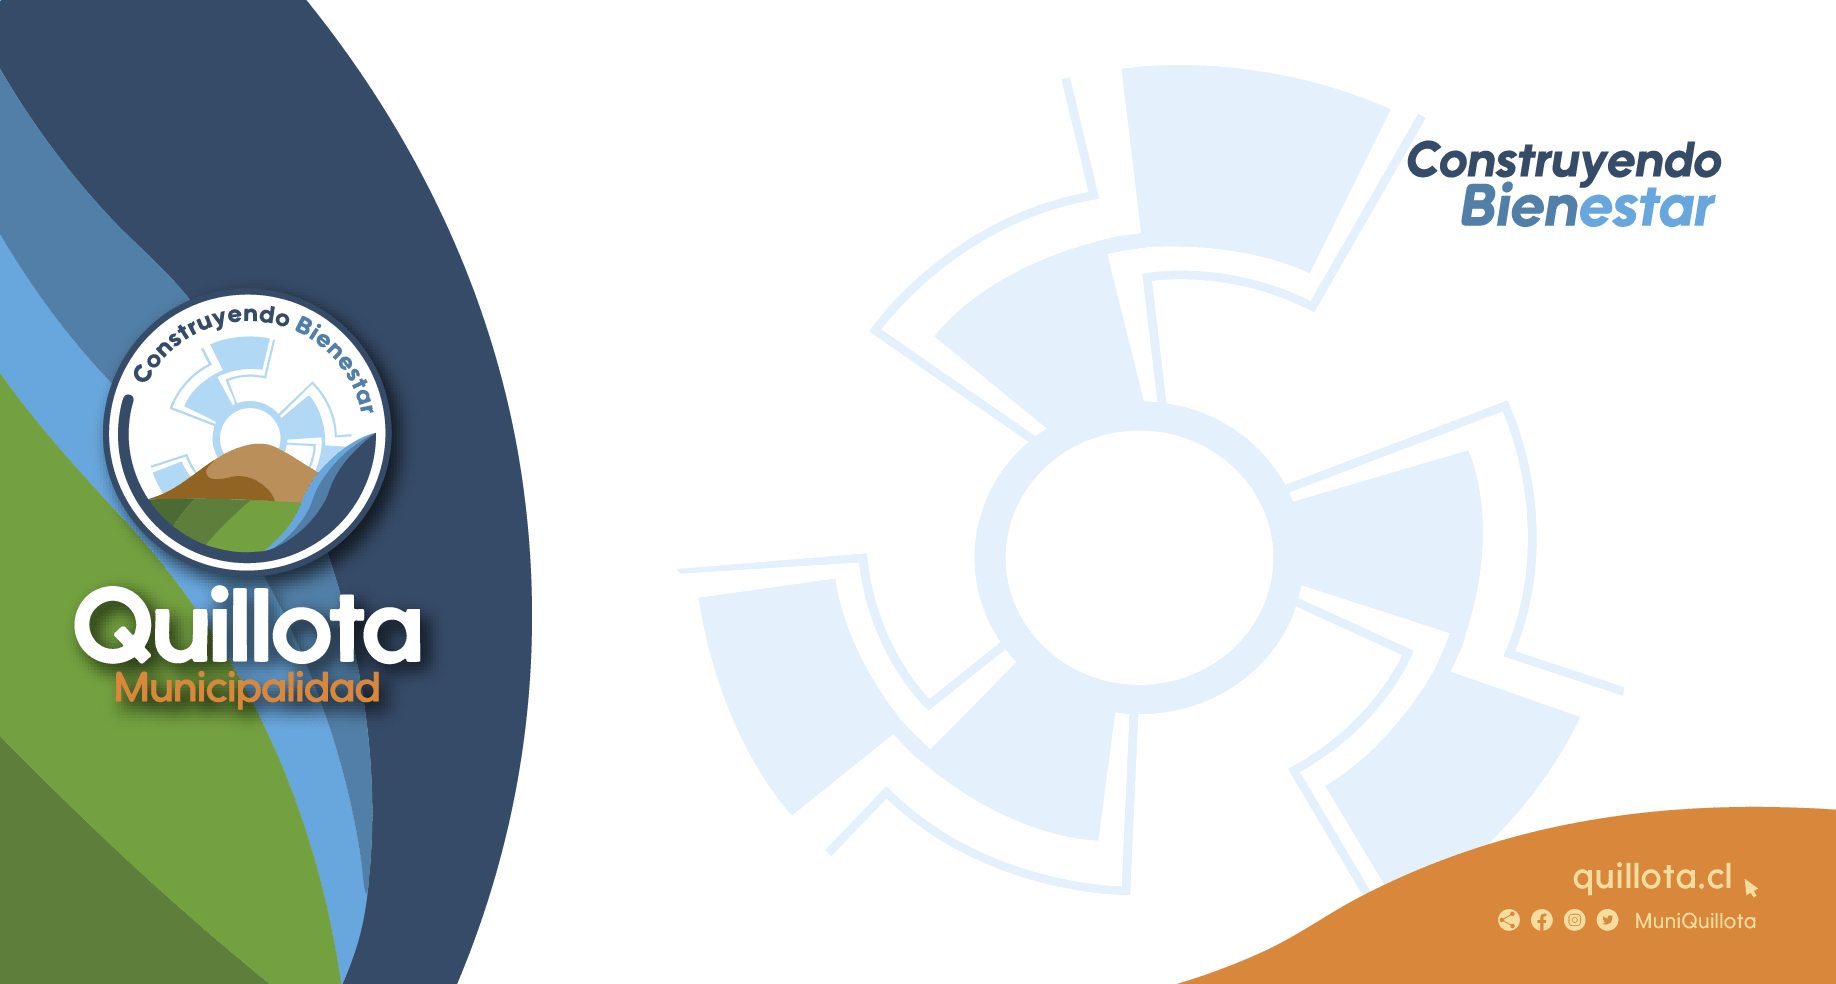 Construyendo Bienestar
Quillota
Municipalidad
Construyendo
Bienestar
quillota.cl
MuniQuillota